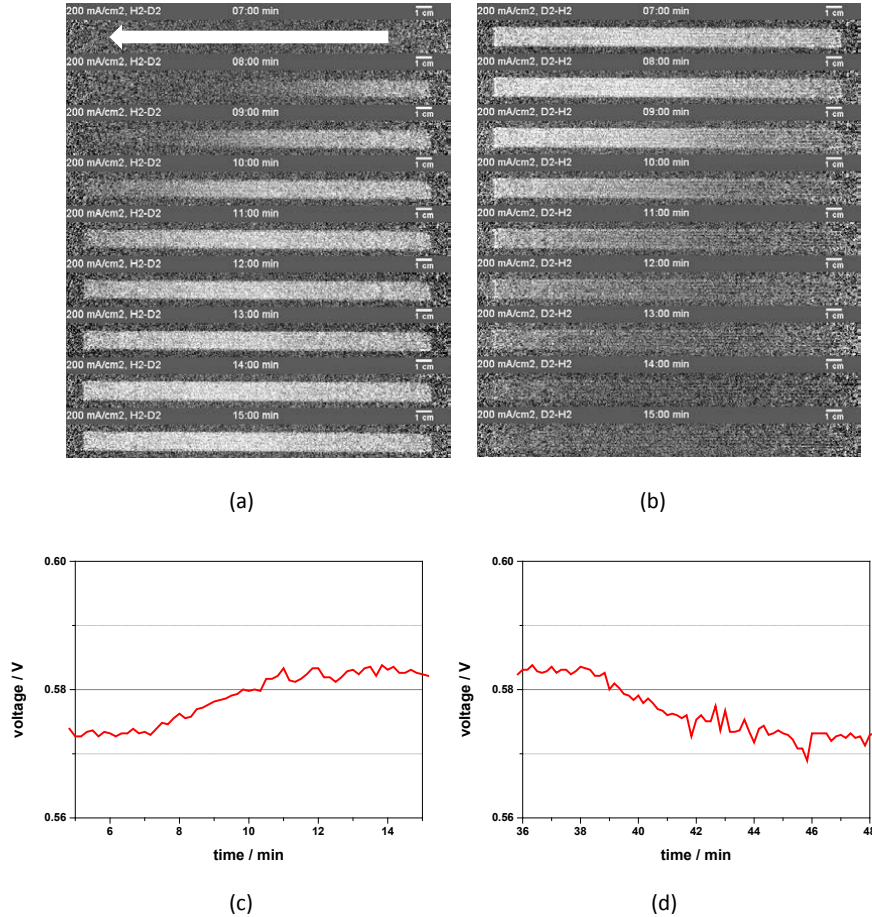 200 mA/cm2, H2-D2 07:00 min 1 cm
200 mA/cm2, H2-D2 08:00 min 1 cm
200 mA/cm2, H2-D2 09:00 min 1 cm
200 mA/cm2, H2-D2 10:00 min 1 cm
200 mA/cm2, H2-D2 11:00 min 1 cm
200 mA/cm2, H2-D2 12:00 min 1 cm
200 mA/cm2, H2-D2 13:00 min 1 cm
200 mA/cm2, H2-D2 14:00 min 1 cm
200 mA/cm2, H2-D2 15:00 min 1 cm
(a)
200 mA/cm2, D2-H2 07:00 min 1 cm
200 mA/cm2, D2-H2 08:00 min 1 cm
200 mA/cm2, D2-H2 09:00 min 1 cm
200 mA/cm2, D2-H2 10:00 min 1 cm
200 mA/cm2, D2-H2 11:00 min 1 cm
200 mA/cm2, D2-H2 12:00 min 1 cm
200 mA/cm2, D2-H2 13:00 min 1 cm
200 mA/cm2, D2-H2 14:00 min 1 cm
200 mA/cm2, D2-H2 15:00 min 1 cm
(b)
0.60
0.58
0.56
voltage / V
6 8 10 12 14
time / min
(c)
0.60
0.58
0.56
voltage / V
36 38 40 42 44 46 48
time / min
(d)